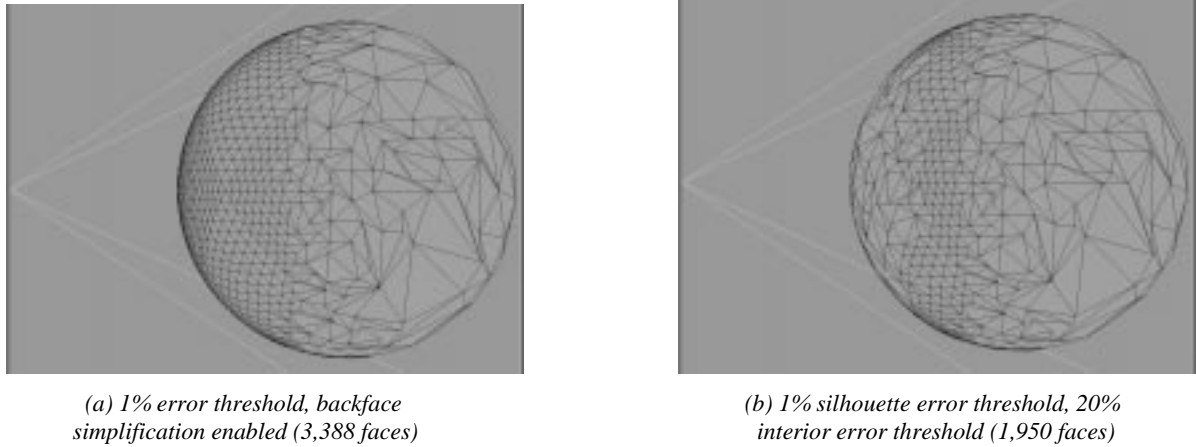 (a) 1% error threshold, backface
simplification enabled (3,388 faces)
(b) 1% silhouette error threshold, 20%
interior error threshold (1,950 faces)